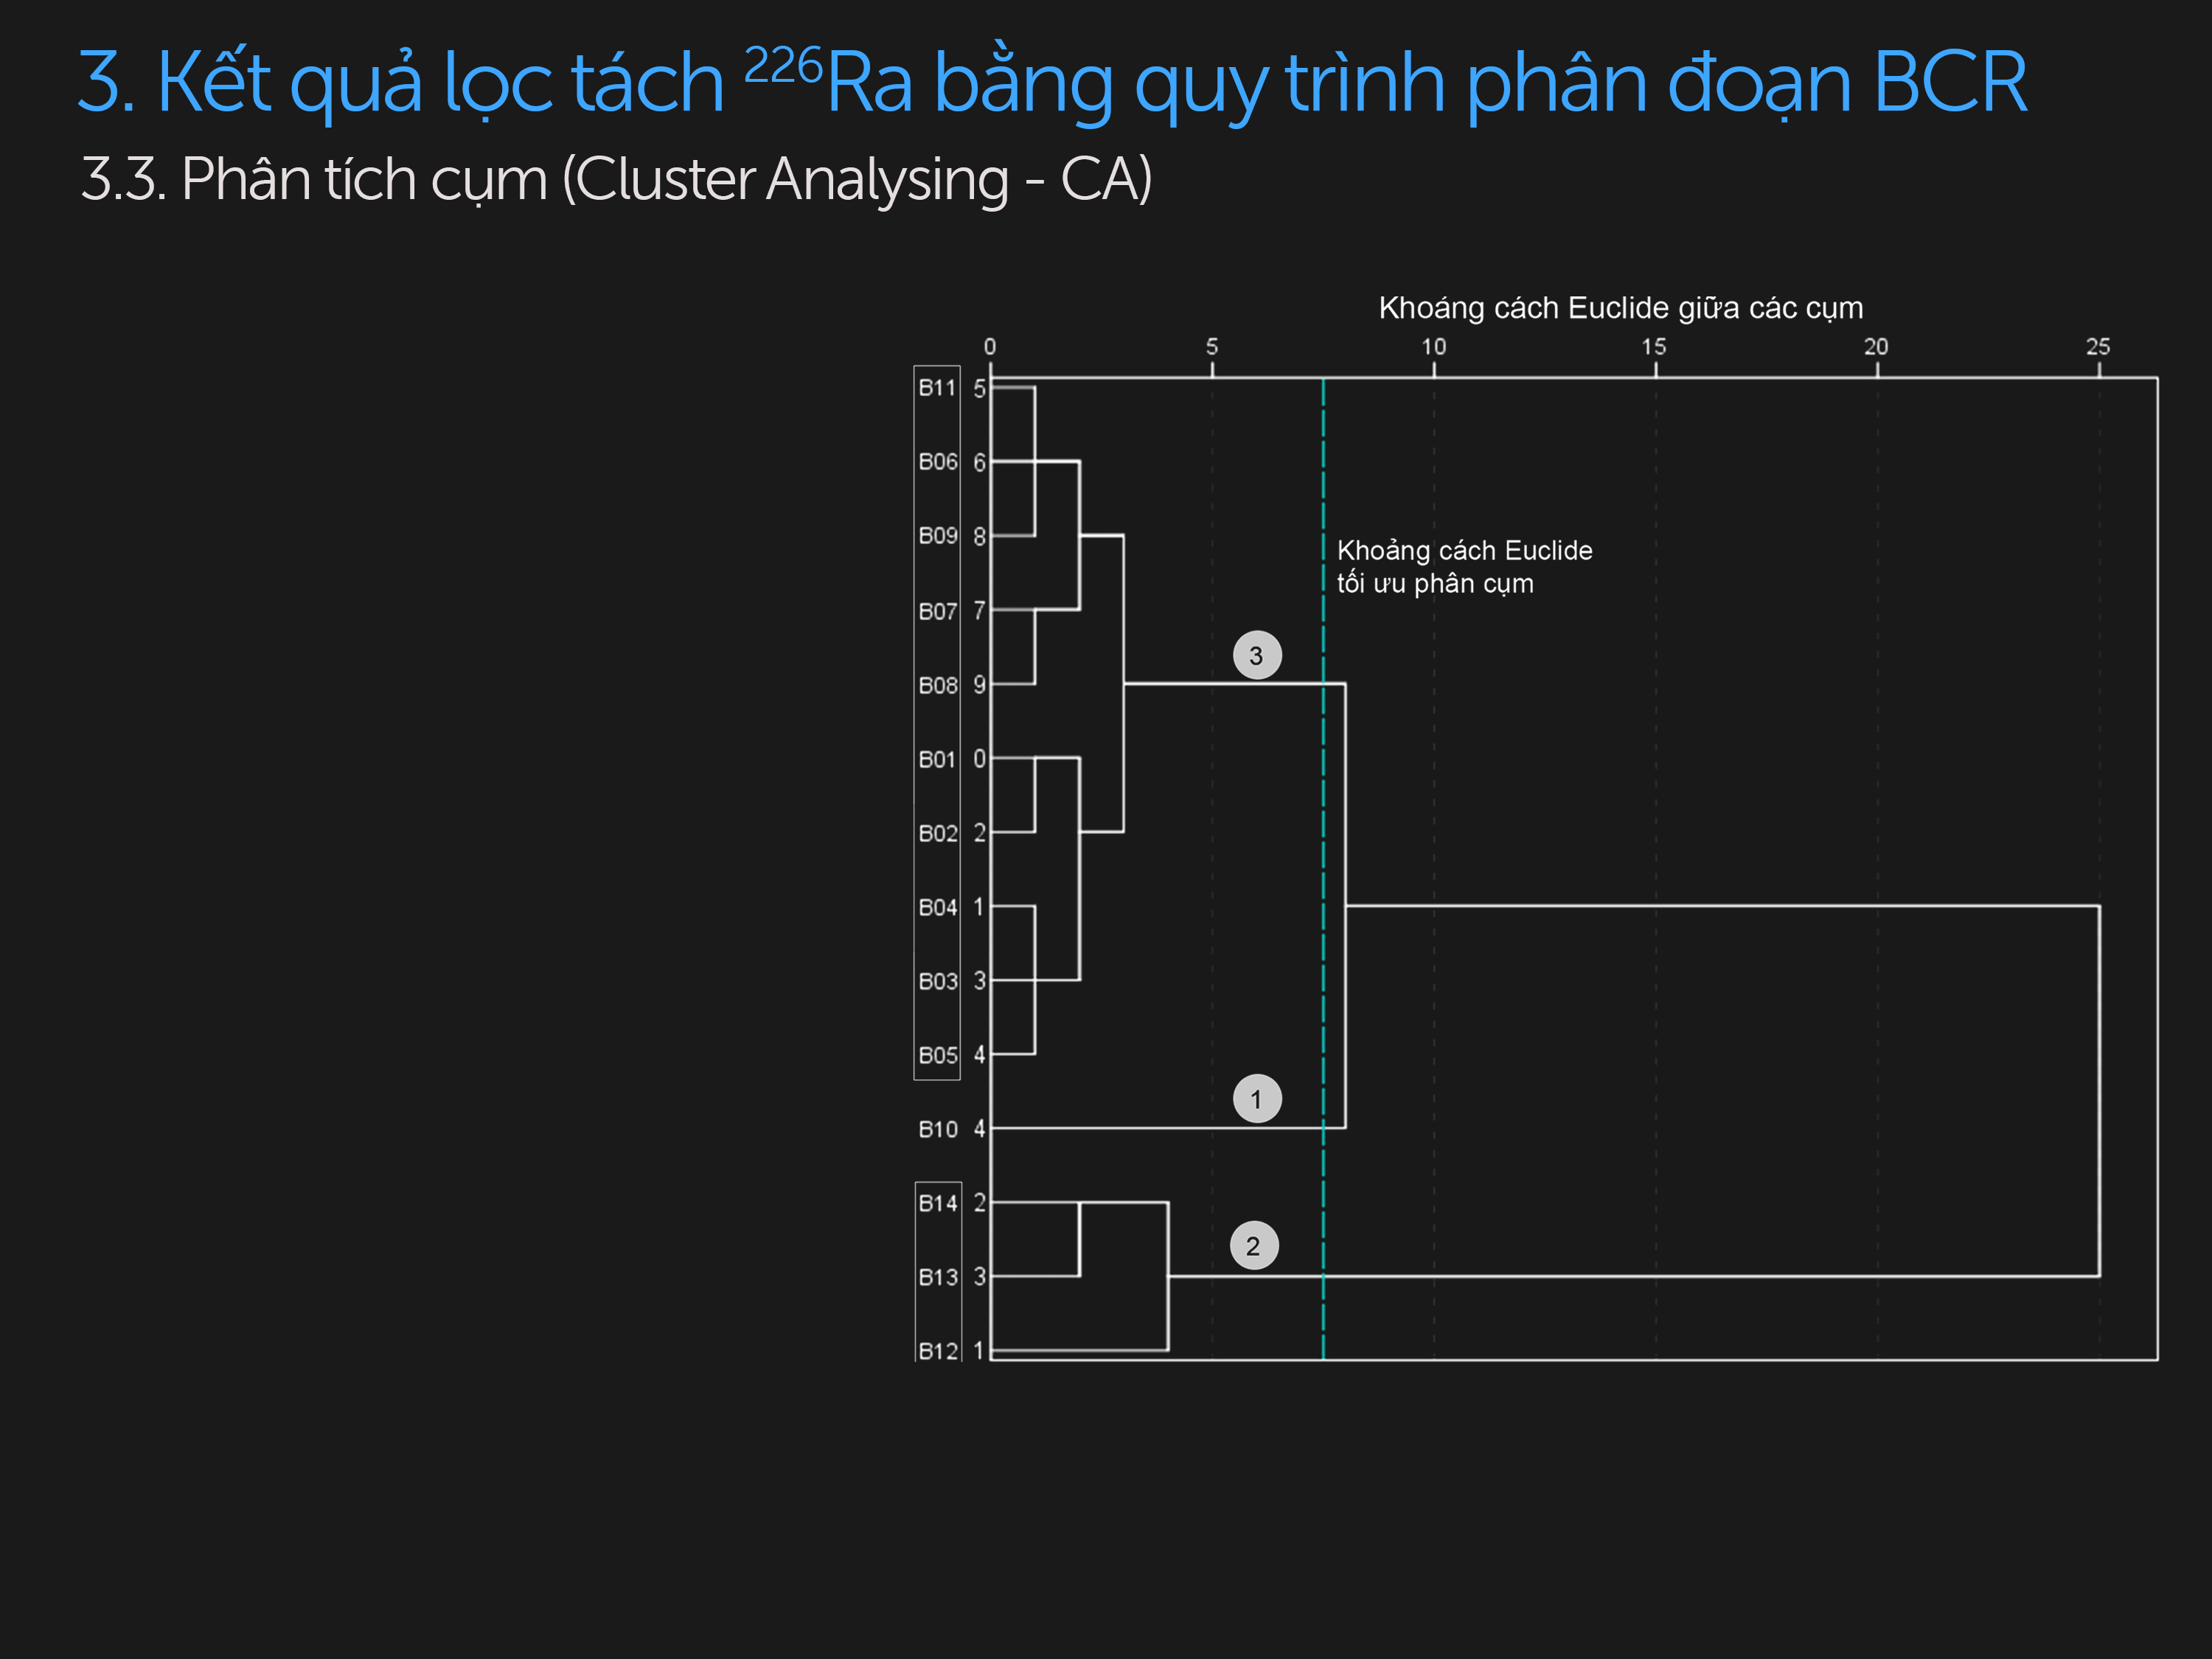 3. Kết quả lọc tách ²²⁶Ra bằng quy trình phân đoạn BCR
3.3. Phân tích cụm (Cluster Analysing - CA)
Khoáng cách Euclide giữa các cụm
0 5 10 15 20 25
B11 5
B06 6
B09 8
Khoảng cách Euclide
tối ưu phân cụm
B07 7
3
B08 9
B01 0
B02 2
B04 1
B03 3
B05 4
1
B10 4
B14 2
2
B13 3
B12 1